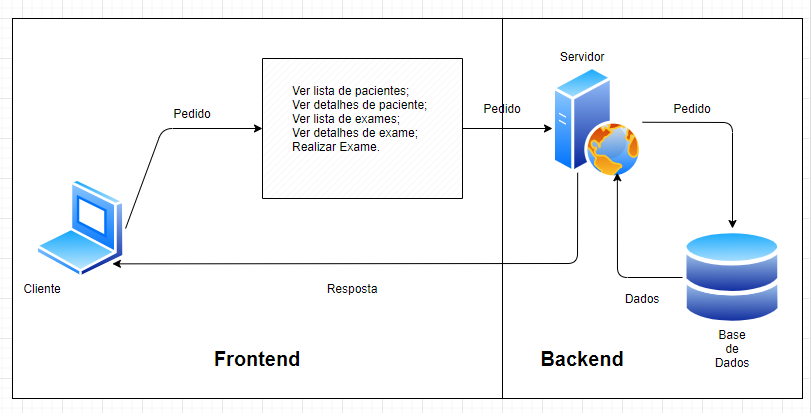 Servidor
Ver lista de pacientes;
Ver detalhes de paciente;
Ver lista de exames;
Ver detalhes de exame;
Realizar Exame.
Pedido
Pedido
Pedido
Cliente
Resposta
Dados
Base
de
Dados
Frontend
Backend